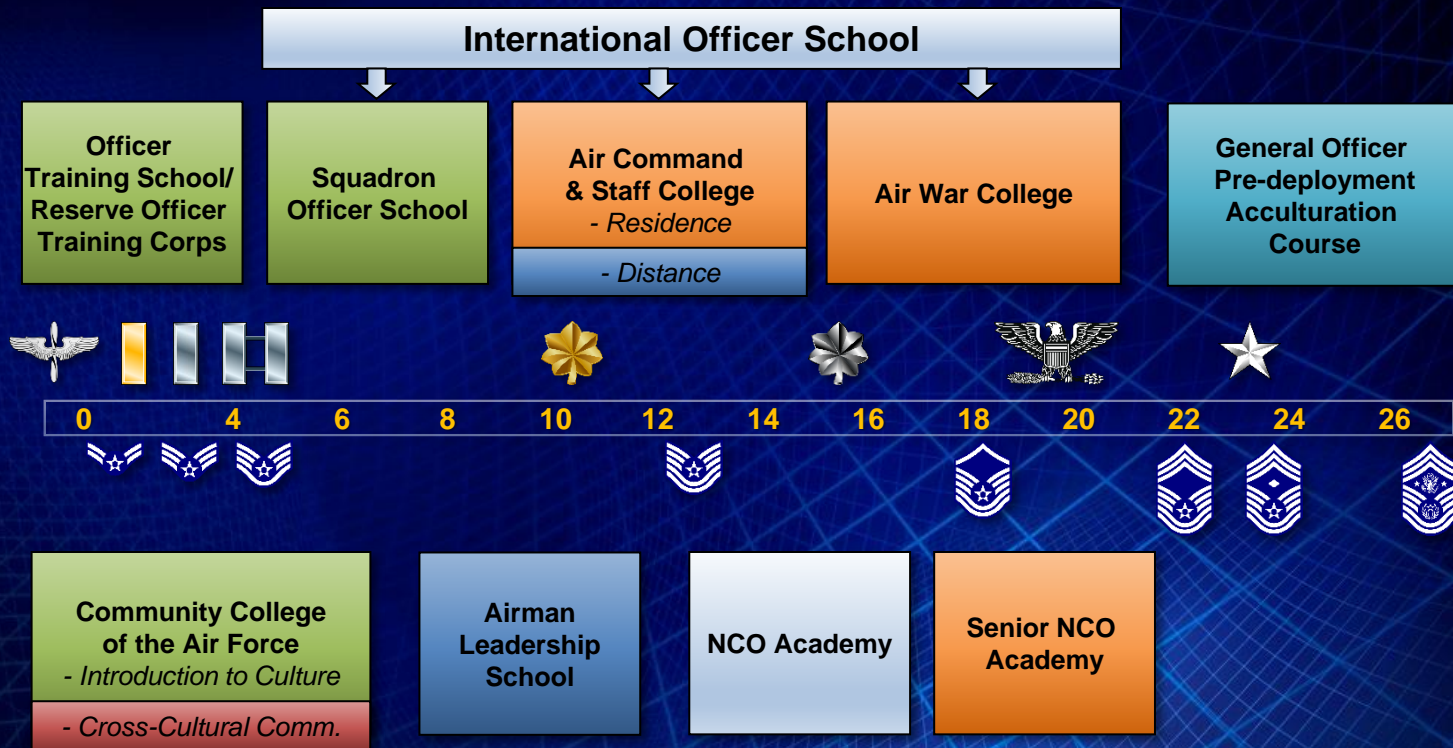 International Officer School
Officer
Training School/
Reserve Officer
Training Corps
Squadron
Officer School
Air Command
& Staff College
- Residence
- Distance
Air War College
General Officer
Pre-deployment
Acculturation
Course
0 4 6 8 10 12 14 16 18 20 22 24 26
Community College
of the Air Force
- Introduction to Culture
- Cross-Cultural Comm.
Airman
Leadership
School
NCO Academy
Senior NCO
Academy